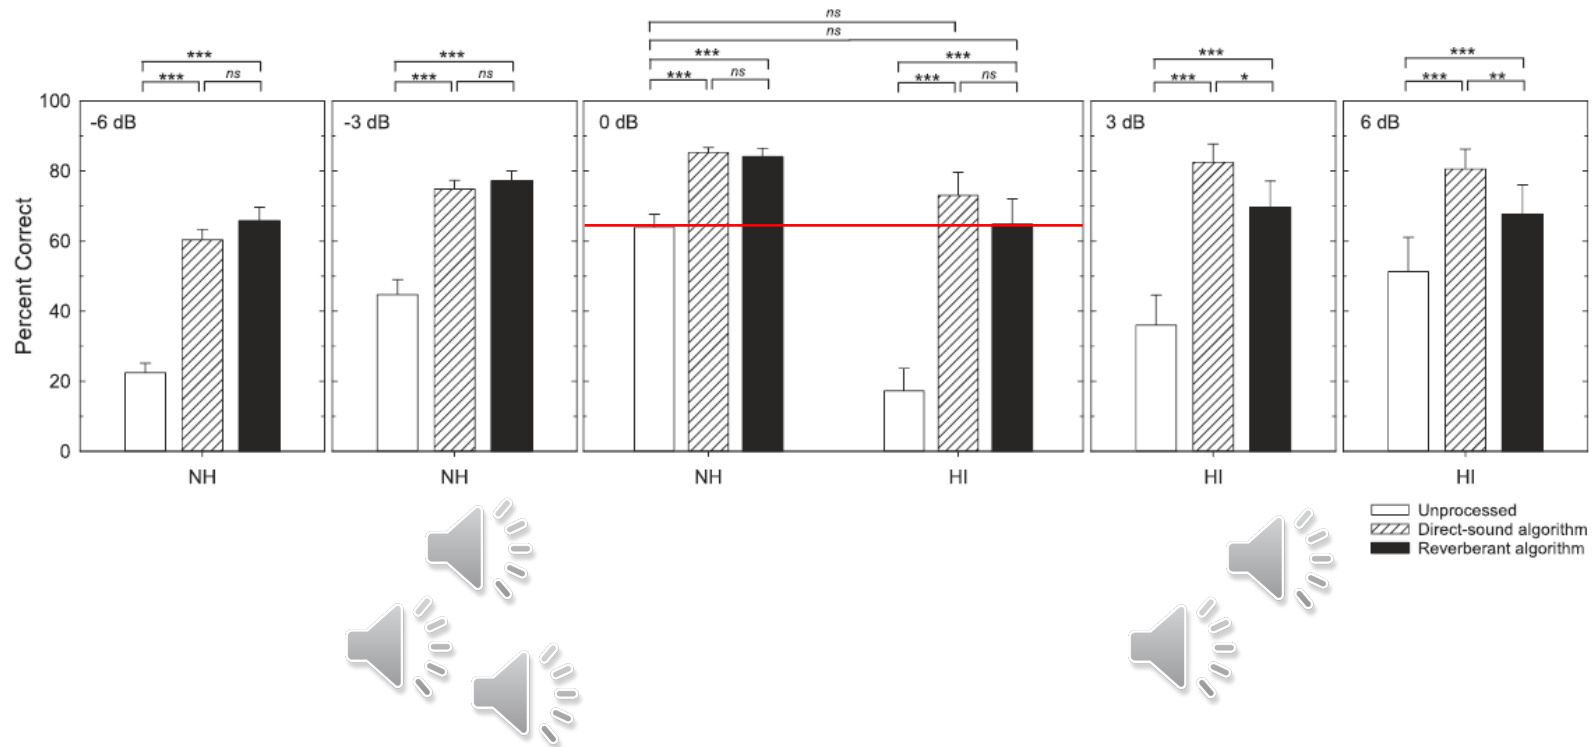 ns
ns
*** *** *** *** *** ***
*** ns *** ns *** ns *** ns *** * *** **
100
80
60
40
20
0
Percent Correct
-6 dB
-3 dB
0 dB
3 dB
6 dB
NH
NH
NH
HI
HI
HI
Unprocessed
Direct-sound algorithm
Reverberant algorithm